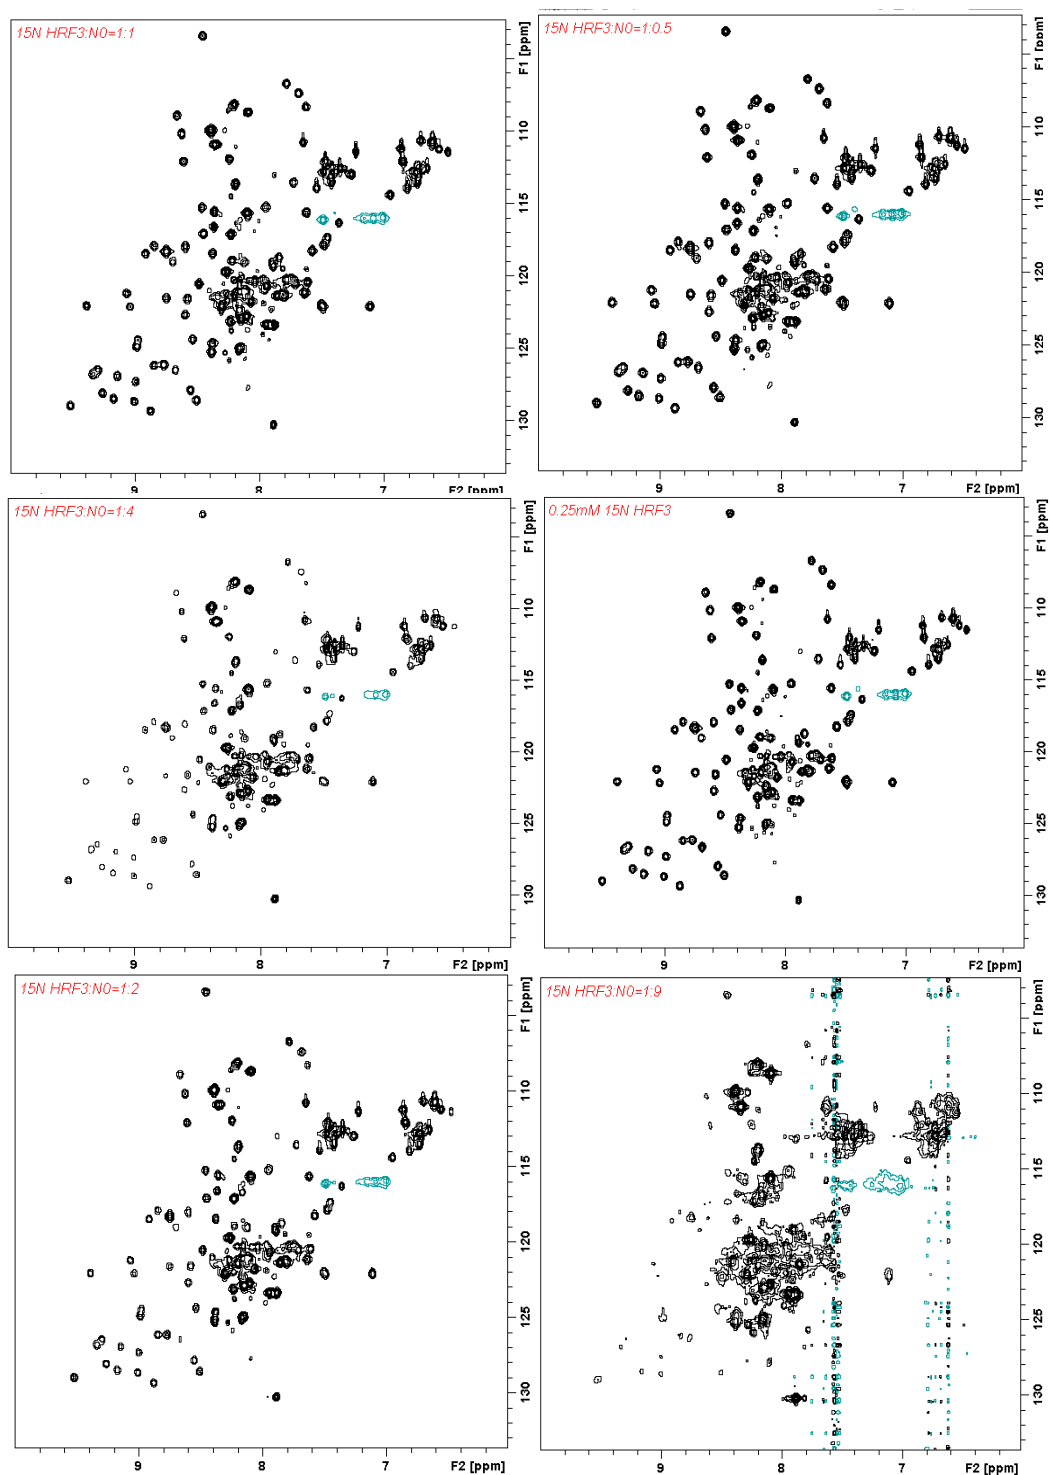 15N HRF3:N0=1:1
F1 [ppm]
110
115
120
125
130
9
8
7
F2 [ppm]
15N HRF3:N0=1:0.5
F1 [ppm]
110
115
120
125
130
9
8
7
F2 [ppm]
15N HRF3:N0=1:4
F1 [ppm]
110
115
120
125
130
9
8
7
F2 [ppm]
0.25mM 15N HRF3
F1 [ppm]
110
115
120
125
130
9
8
7
F2 [ppm]
15N HRF3:N0=1:2
F1 [ppm]
110
115
120
125
130
9
8
7
F2 [ppm]
15N HRF3:N0=1:9
F1 [ppm]
110
115
120
125
130
9
8
7
F2 [ppm]